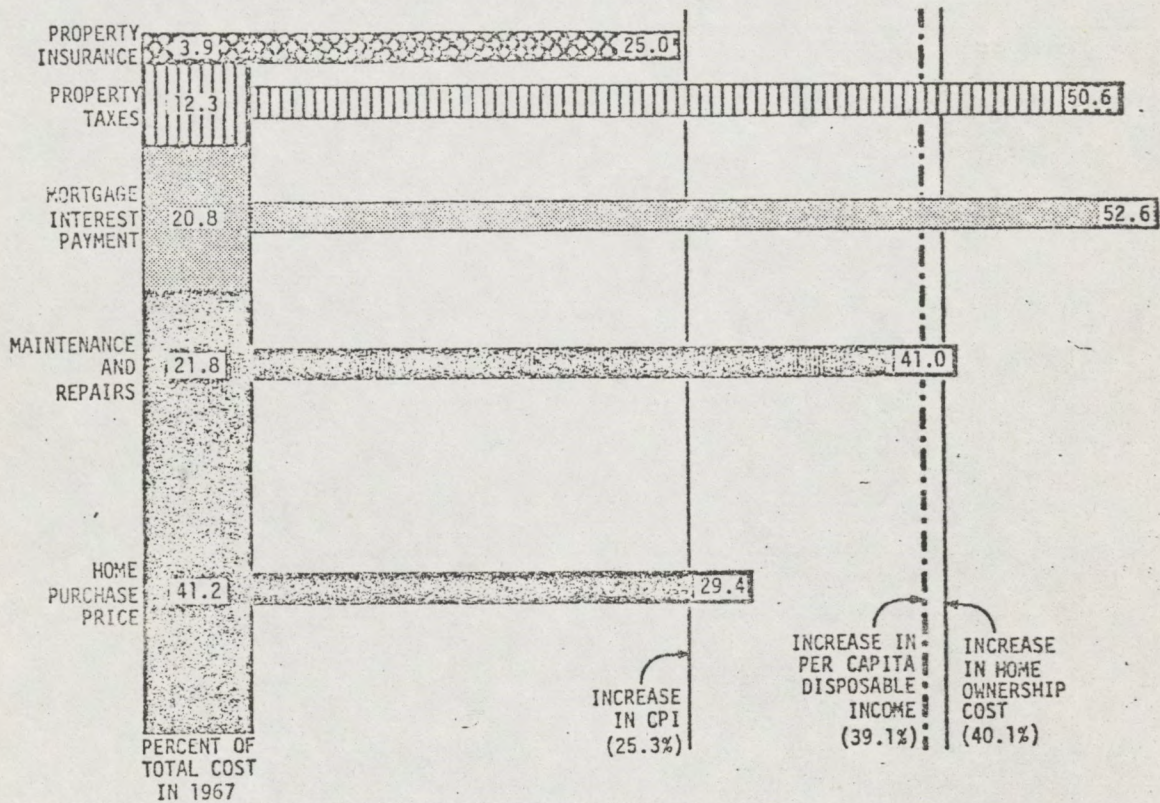 PROPERTY
INSURANCE
3.9
25.0
PROPERTY
TAXES
12.3
50.6
MORTGAGE
INTEREST
PAYMENT
20.8
52.6
MAINTENANCE
AND
REPAIRS
21.8
41.0
HOME
PURCHASE
PRICE
41.2
29.4
INCREASE
IN CPI
(25.3%)
INCREASE IN
PER CAPITA
DISPOSABLE
INCOME
(39.1%)
INCREASE
IN HOME
OWNERSHIP
COST
(40.1%)
PERCENT OF
TOTAL COST
IN 1967